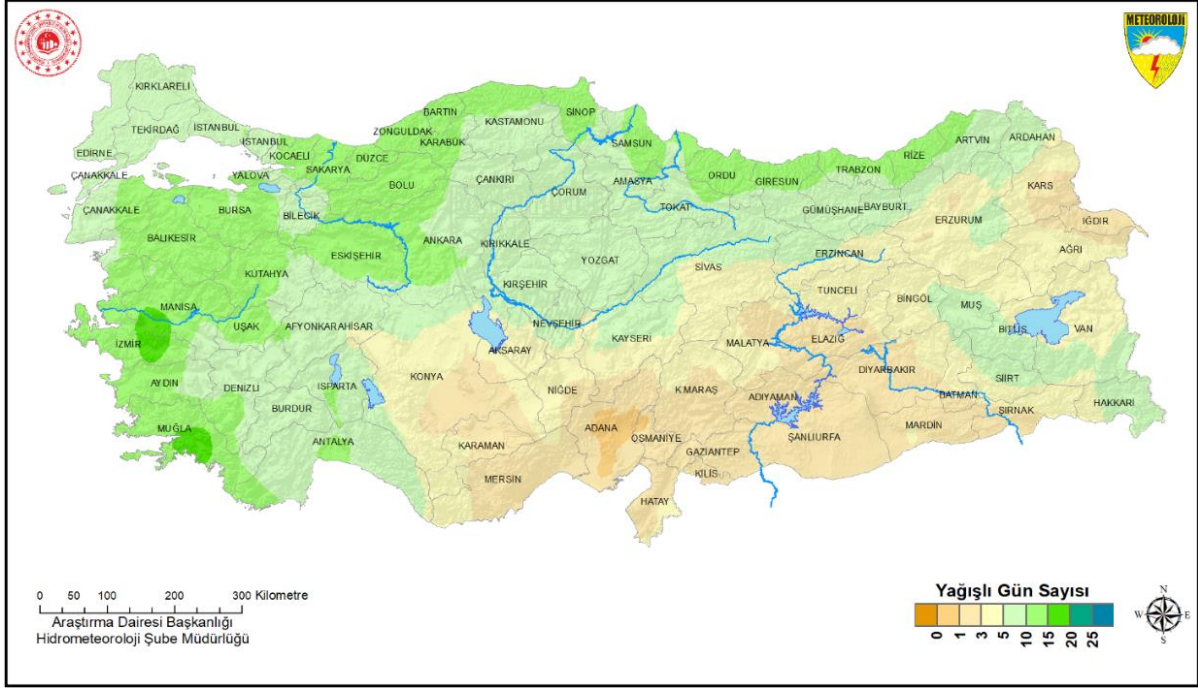 METEOROLOJİ
KIRKLARELİ
TEKİRDAĞ
İSTANBUL
İSTANBUL
EDİRNE
ÇANAKKALE
ÇANAKKALE
KOCAELİ
YALOVA
SAKARYA
DÜZCE
ZONGULDAK
BARTIN
KARABÜK
KASTAMONU
SİNOP
SAMSUN
BOLU
ÇANKIRI
ÇORUM
AMASYA
TOKAT
ORDU
GİRESUN
TRABZON
RİZE
ARTVİN
ARDAHAN
KARS
IĞDIR
AĞRI
ERZURUM
BAYBURT
GÜMÜŞHANE
ERZİNCAN
BURSA
BİLECİK
BALIKESİR
ESKİŞEHİR
ANKARA
KIRIKKALE
YOZGAT
SİVAS
KÜTAHYA
KIRŞEHİR
TUNCELİ
BİNGÖL
MUŞ
BİTLİS
VAN
MANİSA
UŞAK
AFYONKARAHİSAR
NEVŞEHİR
KAYSERİ
MALATYA
ELAZIĞ
DİYARBAKIR
İZMİR
AKSARAY
AYDIN
DENİZLİ
ISPARTA
KONYA
NİĞDE
K.MARAŞ
ADIYAMAN
BATMAN
SİİRT
ŞIRNAK
HAKKARİ
BURDUR
MUĞLA
ANTALYA
KARAMAN
ADANA
OSMANİYE
GAZİANTEP
ŞANLIURFA
MARDİN
MERSİN
KİLİS
HATAY
0 50 100 200 300 Kilometre
Araştırma Dairesi Başkanlığı
Hidrometeoroloji Şube Müdürlüğü
Yağışlı Gün Sayısı
0 1 3 5 10 15 20 25
N
W E
S